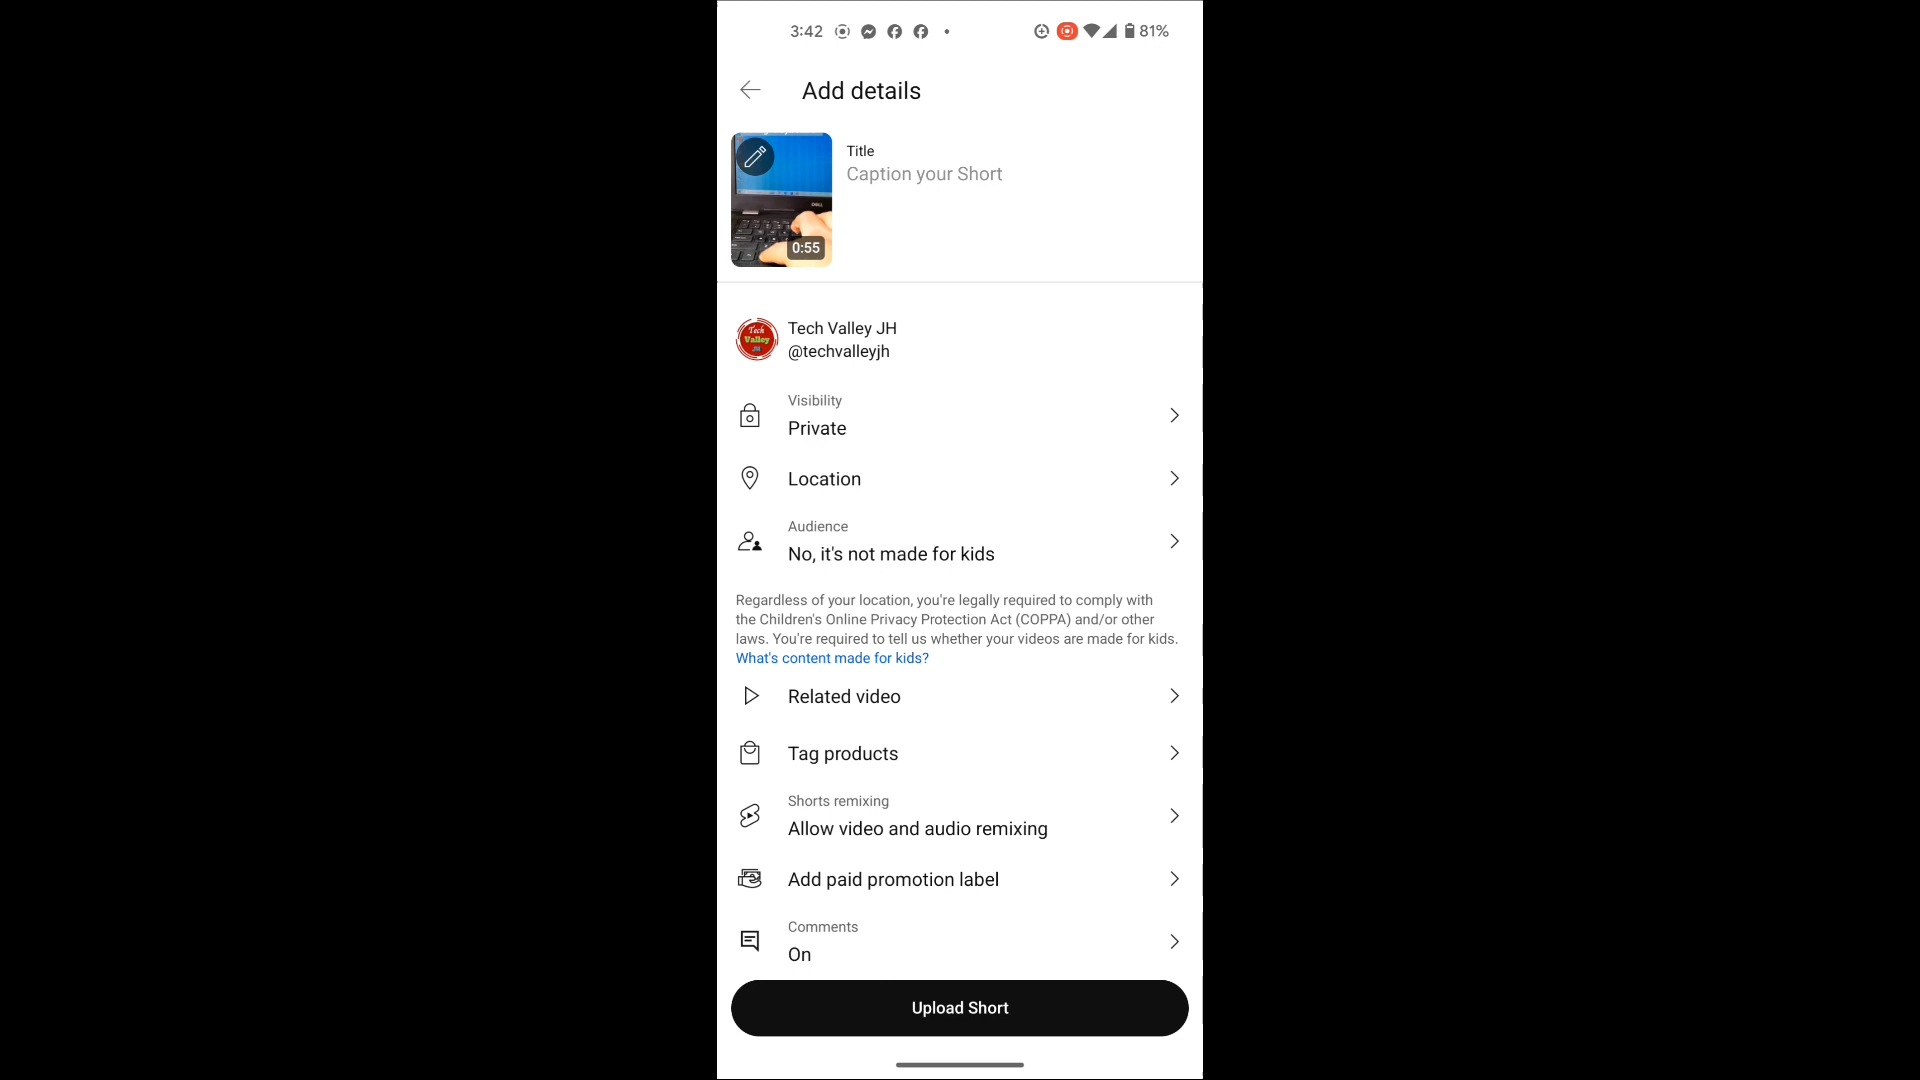 3:42
81%
Add details
Title
Caption your Short
DELL
0:55
Tech
Valley
JH
Tech Valley JH
@techvalleyjh
Visibility
Private
Location
Audience
No, it's not made for kids
Regardless of your location, you're legally required to comply with
the Children's Online Privacy Protection Act (COPPA) and/or other
laws. You're required to tell us whether your videos are made for kids.
What's content made for kids?
Related video
Tag products
Shorts remixing
Allow video and audio remixing
Add paid promotion label
Comments
On
Upload Short